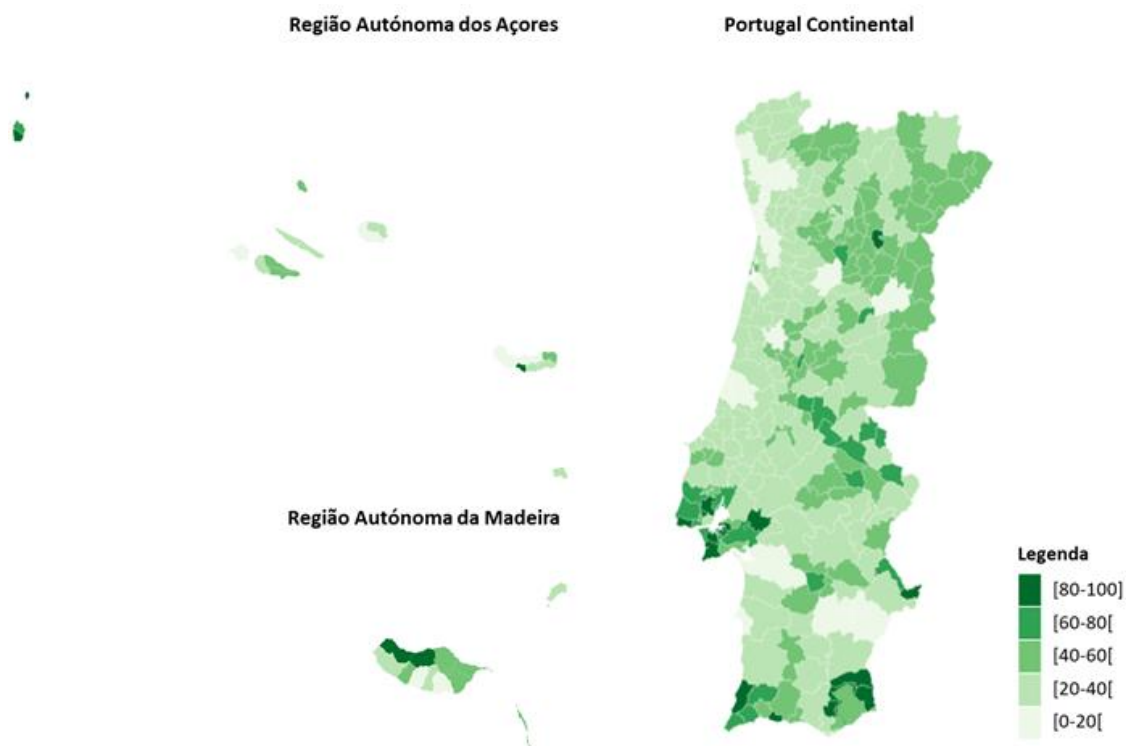 Região Autónoma dos Açores
Portugal Continental
Região Autónoma da Madeira
Legenda
[80-100]
[60-80[
[40-60[
[20-40[
[0-20[